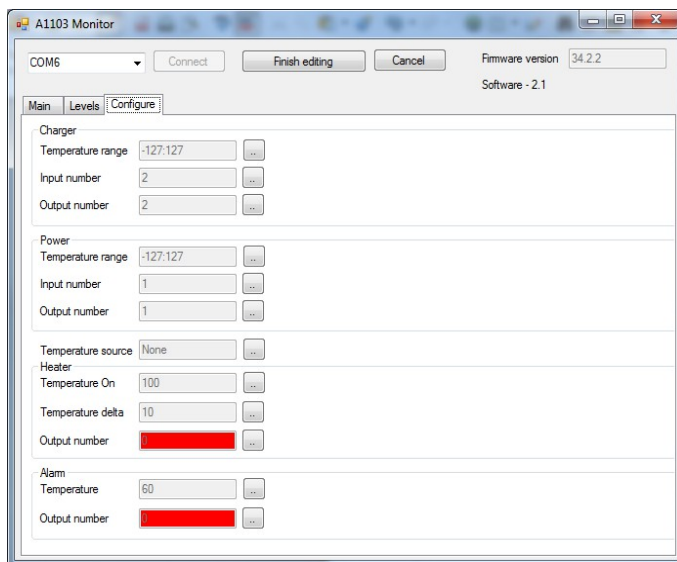 A1103 Monitor
COM6 Connect Finish editing Cancel Firmware version 34.2.2
Software - 2.1
Main Levels Configure
Charger
Temperature range -127:127 ..
Input number 2 ..
Output number 2 ..
Power
Temperature range -127:127 ..
Input number 1 ..
Output number 1 ..
Temperature source None ..
Heater
Temperature On 100 ..
Temperature delta 10 ..
Output number 0 ..
Alarm
Temperature 60 ..
Output number 0 ..